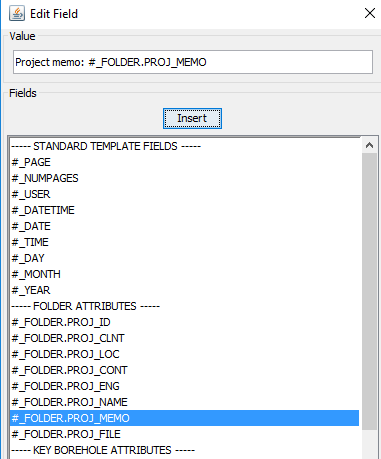 Edit Field
Value
Project memo: #_FOLDER.PROJ_MEMO
Fields
Insert
----- STANDARD TEMPLATE FIELDS -----
#_PAGE
#_NUMPAGES
#_USER
#_DATETIME
#_DATE
#_TIME
#_DAY
#_MONTH
#_YEAR
----- FOLDER ATTRIBUTES -----
#_FOLDER.PROJ_ID
#_FOLDER.PROJ_CLNT
#_FOLDER.PROJ_LOC
#_FOLDER.PROJ_CONT
#_FOLDER.PROJ_ENG
#_FOLDER.PROJ_NAME
#_FOLDER.PROJ_MEMO
#_FOLDER.PROJ_FILE
----- KEY BOREHOLE ATTRIBUTES -----